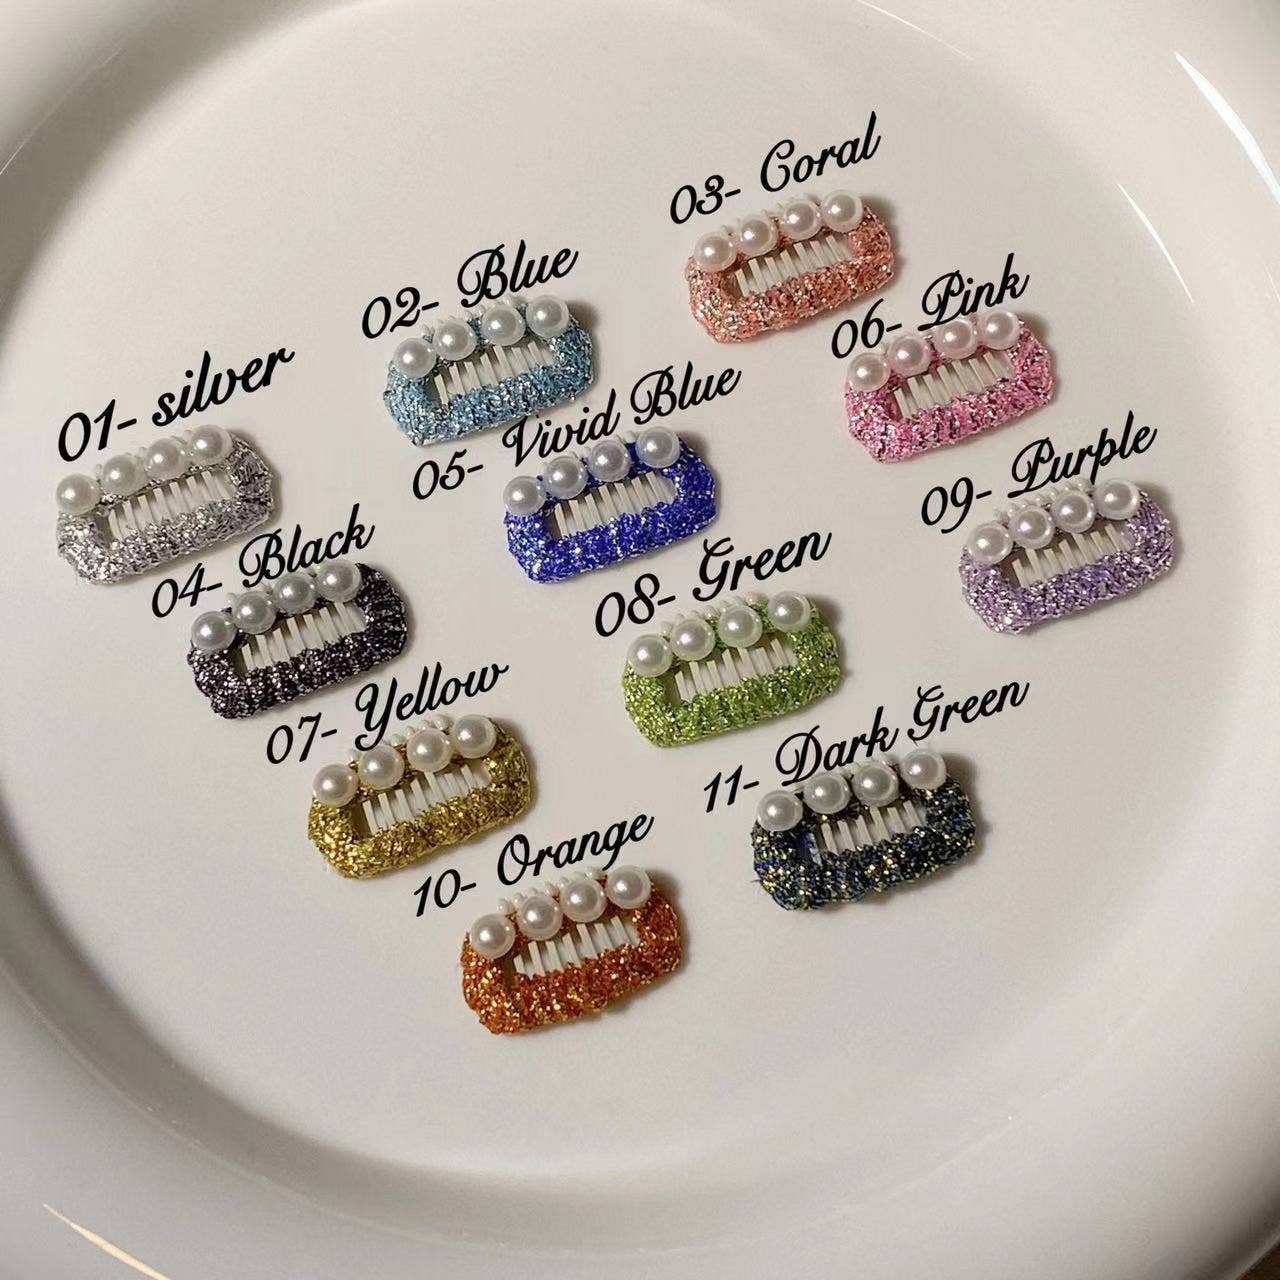 01- silver
02- Blue
03- Coral
04- Black
05- Vivid Blue
06- Pink
07- Yellow
08- Green
09- Purple
10- Orange
11- Dark Green